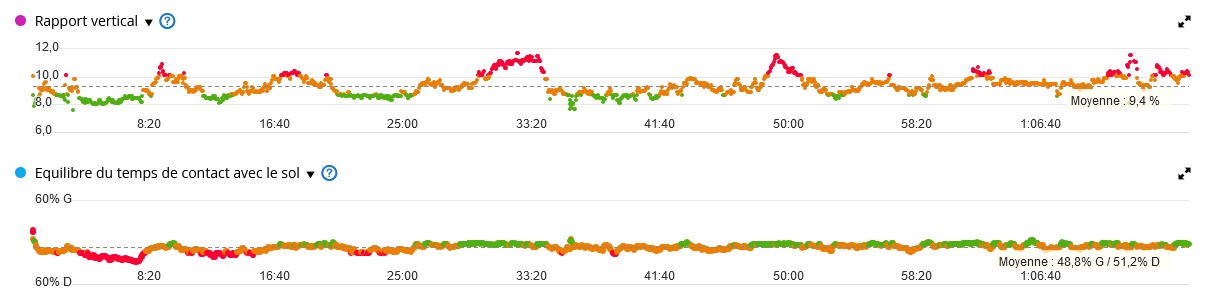 Rapport vertical ?
12,0
10,0
8,0
Moyenne : 9,4 %
6,0
8:20 16:40 25:00 33:20 41:40 50:00 58:20 1:06:40
Equilibre du temps de contact avec le sol ?
60% G
Moyenne : 48,8% G / 51,2% D
8:20 16:40 25:00 33:20 41:40 50:00 58:20 1:06:40
60% D